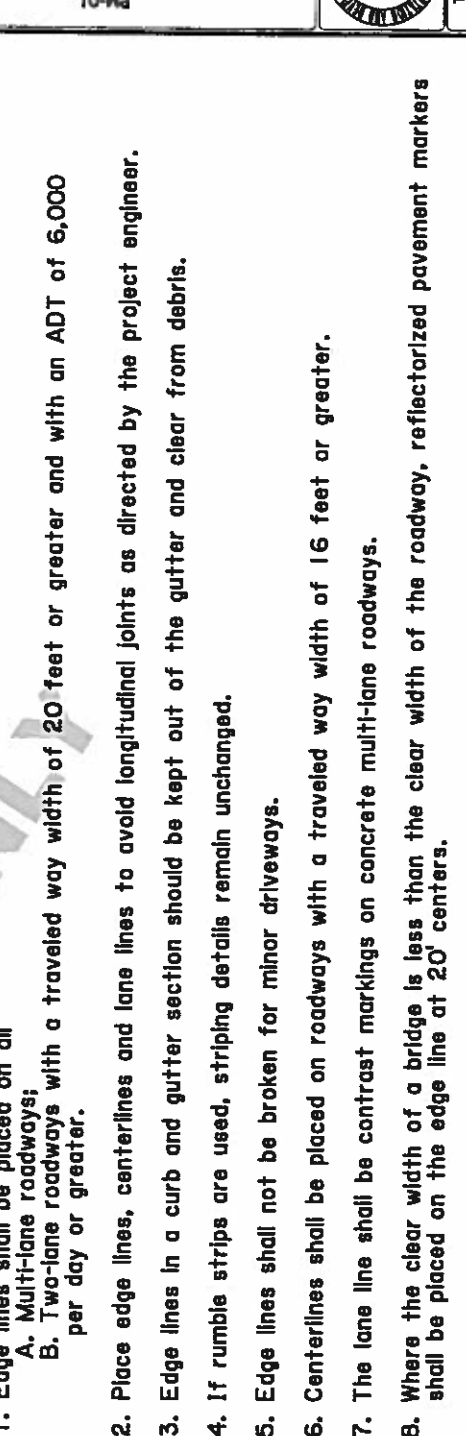 1. Edge lines shall be placed on all
A. Multi-lane roadways;
B. Two-lane roadways with a traveled way width of 20 feet or greater and with an ADT of 6,000
per day or greater.
2. Place edge lines, centerlines and lane lines to avoid longitudinal joints as directed by the project engineer.
3. Edge lines in a curb and gutter section should be kept out of the gutter and clear from debris.
4. If rumble strips are used, striping details remain unchanged.
5. Edge lines shall not be broken for minor driveways.
6. Centerlines shall be placed on roadways with a traveled way width of 16 feet or greater.
7. The lane line shall be contrast markings on concrete multi-lane roadways.
8. Where the clear width of a bridge is less than the clear width of the roadway, reflectorized pavement markers
shall be placed on the edge line at 20' centers.
PM-01